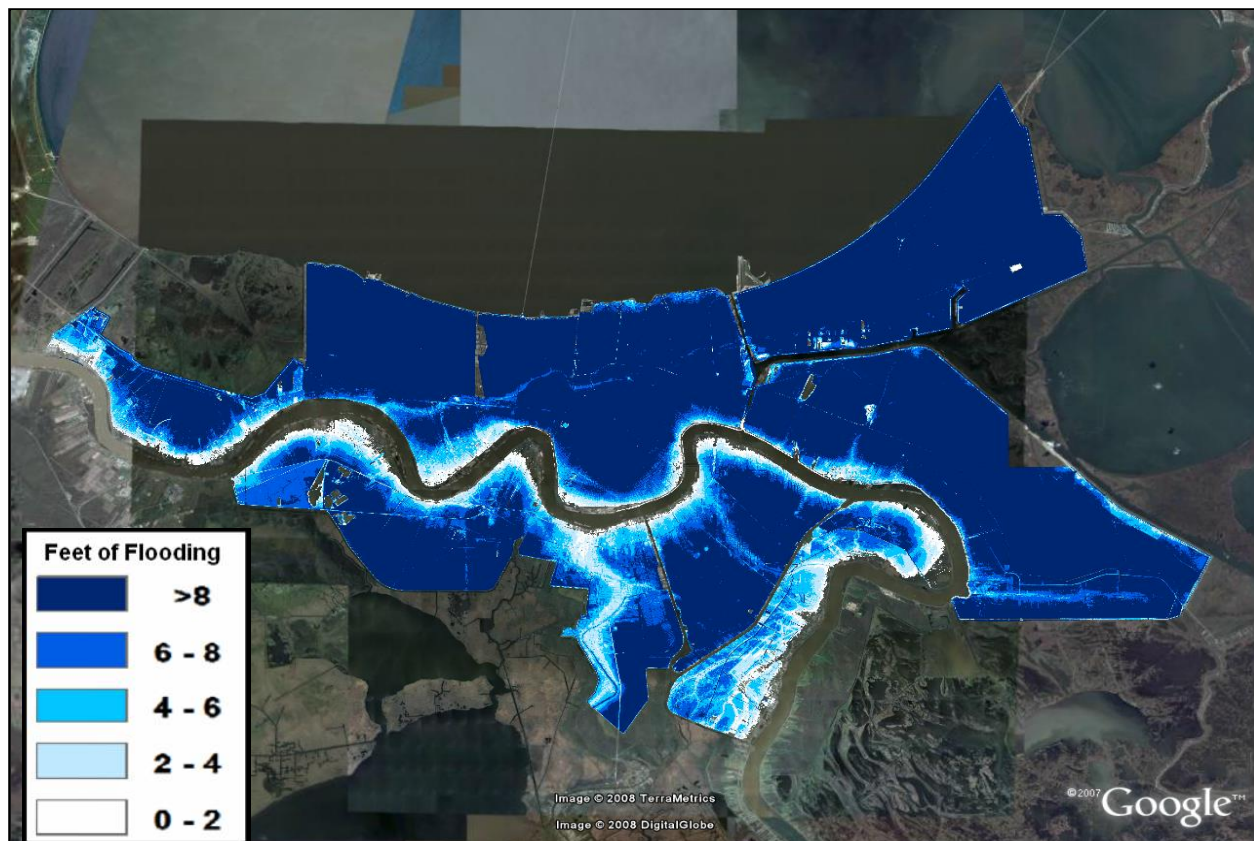 Feet of Flooding
>8
6 - 8
4 - 6
2 - 4
0 - 2
Image © 2008 TerraMetrics
Image © 2008 DigitalGlobe
©2007 Google™